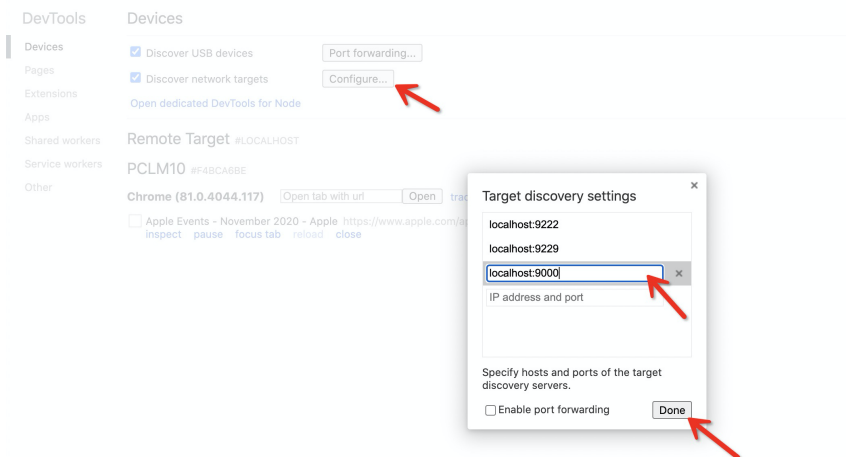 DevTools
Devices
Devices
Pages
Extensions
Apps
Shared workers
Service workers
Other
Discover USB devices Port forwarding...
Discover network targets Configure...
Open dedicated DevTools for Node
Remote Target #LOCALHOST
PCLM10 #F4BCA6BE
Chrome (81.0.4044.117) Open tab with url Open
Apple Events - November 2020 - Apple https://www.apple.com/
inspect pause focus tab reload close
Target discovery settings
localhost:9222
localhost:9229
localhost:9000
IP address and port
Specify hosts and ports of the target
discovery servers.
Enable port forwarding Done